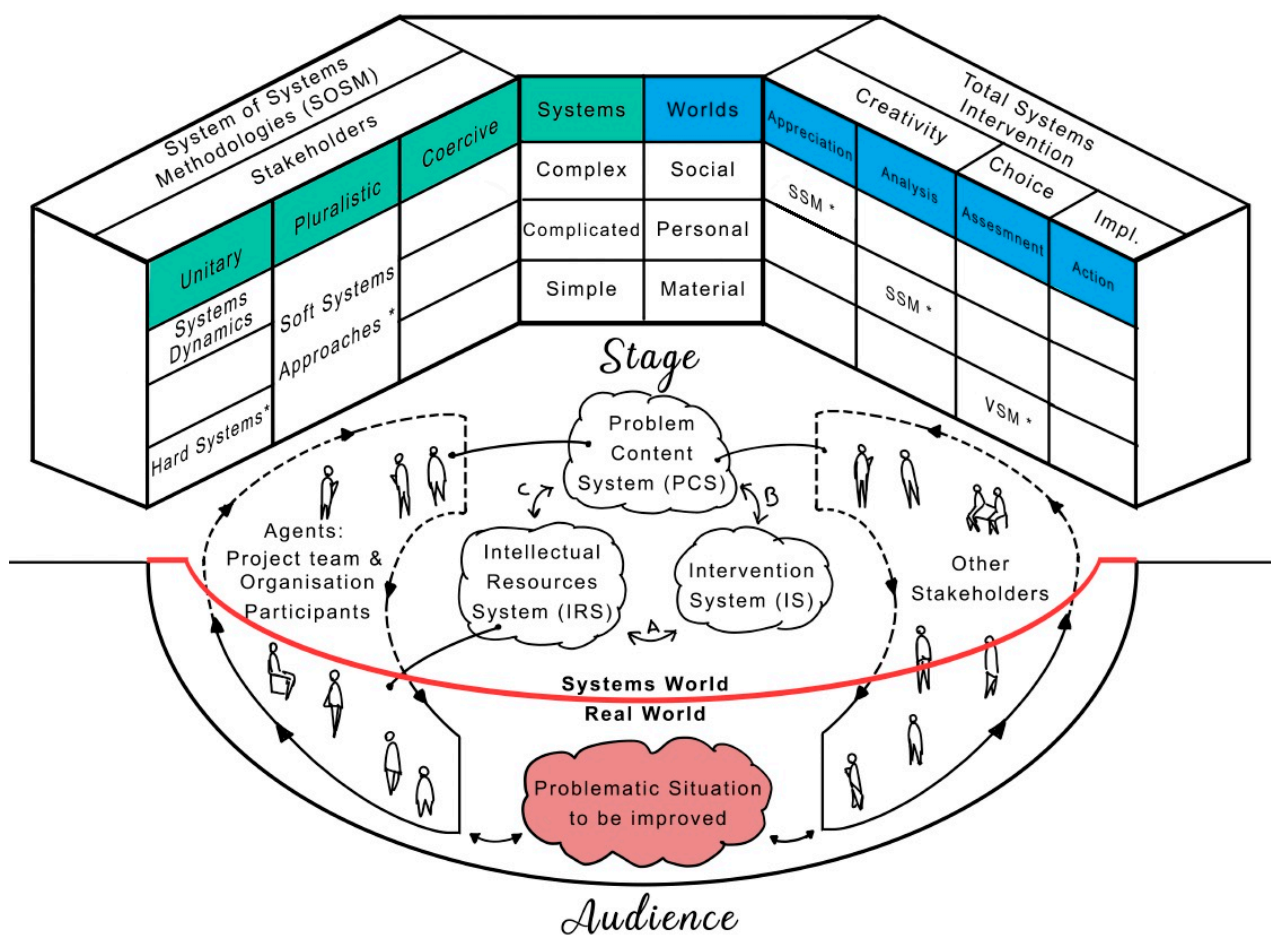 System of Systems
Methodologies (SOSM)
Stakeholders
Unitary
Pluralistic
Coercive
Systems
Dynamics
Hard Systems*
Soft Systems
Approaches *
Systems
Worlds
Complex
Social
Complicated
Personal
Simple
Material
Total Systems
Intervention
Creativity
Choice
Impl.
Appreciation
Analysis
Assesmnent
Action
SSM *
SSM *
VSM *
Stage
Problem
Content
System (PCS)
C
B
Agents:
Project team &
Organisation
Participants
Intellectual
Resources
System (IRS)
Intervention
System (IS)
Other
Stakeholders
A
Systems World
Real World
Problematic Situation
to be improved
Audience